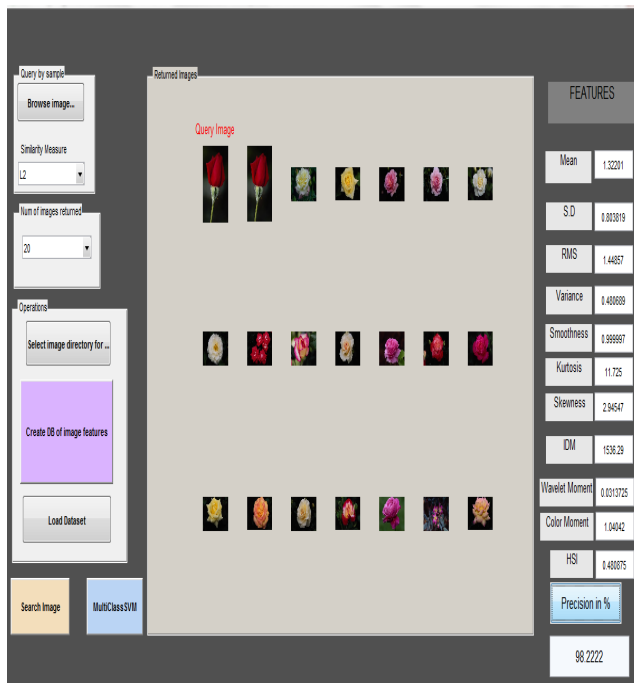 Query by sample
Browse image...
Similarity Measure
L2
Num of images returned
20
Operations
Select image directory for ...
Create DB of image features
Load Dataset
Search Image
MultiClassSVM
Returned Images
Query Image
FEATURES
Mean 1.32201
S.D 0.803819
RMS 1.44857
Variance 0.480689
Smoothness 0.999997
Kurtosis 11.725
Skewness 2.94547
IDM 1536.29
Wavelet Moment 0.0313725
Color Moment 1.04042
HSI 0.480875
Precision in %
98.2222